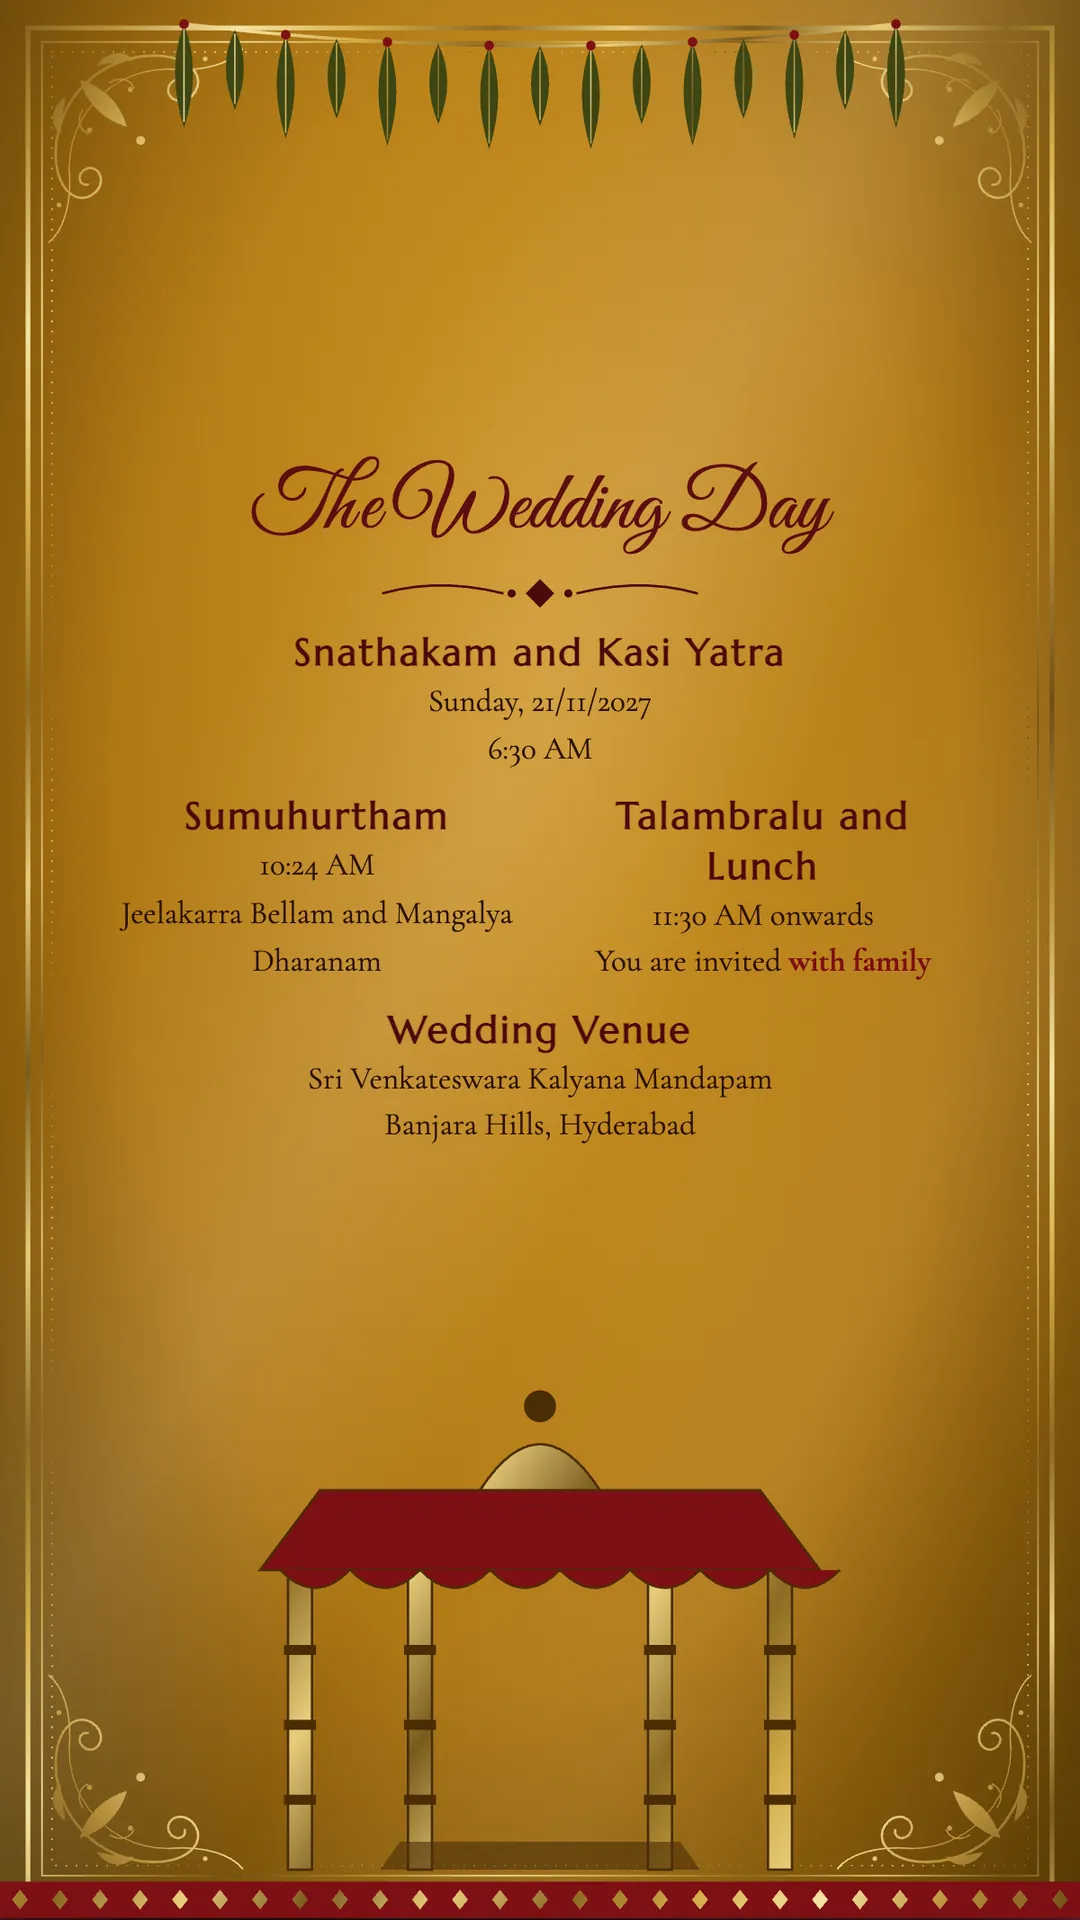 The Wedding Day
Snathakam and Kasi Yatra
Sunday, 21/11/2027
6:30 AM
Sumuhurtham
10:24 AM
Jeelakarra Bellam and Mangalya
Dharanam
Talambralu and
Lunch
11:30 AM onwards
You are invited with family
Wedding Venue
Sri Venkateswara Kalyana Mandapam
Banjara Hills, Hyderabad